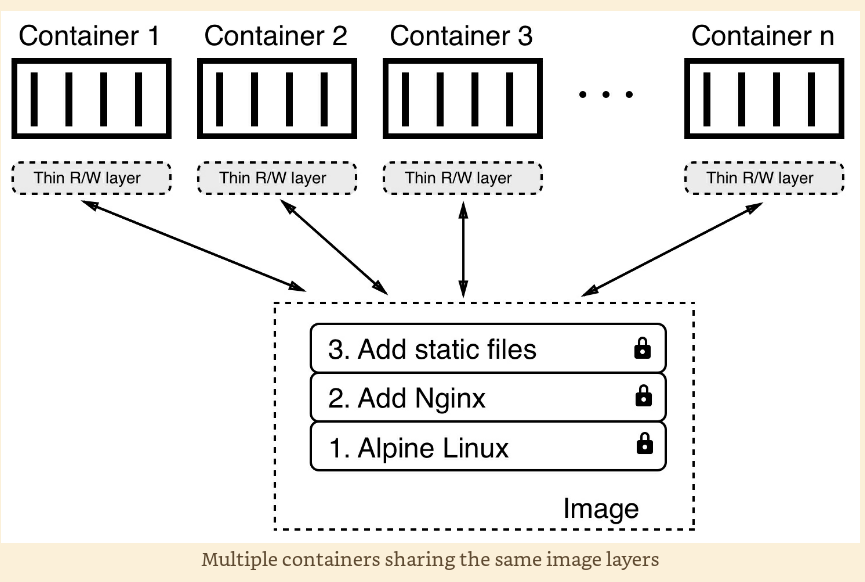 Container 1
Container 2
Container 3
Container n
Thin R/W layer
Thin R/W layer
Thin R/W layer
Thin R/W layer
3. Add static files
2. Add Nginx
1. Alpine Linux
Image
Multiple containers sharing the same image layers